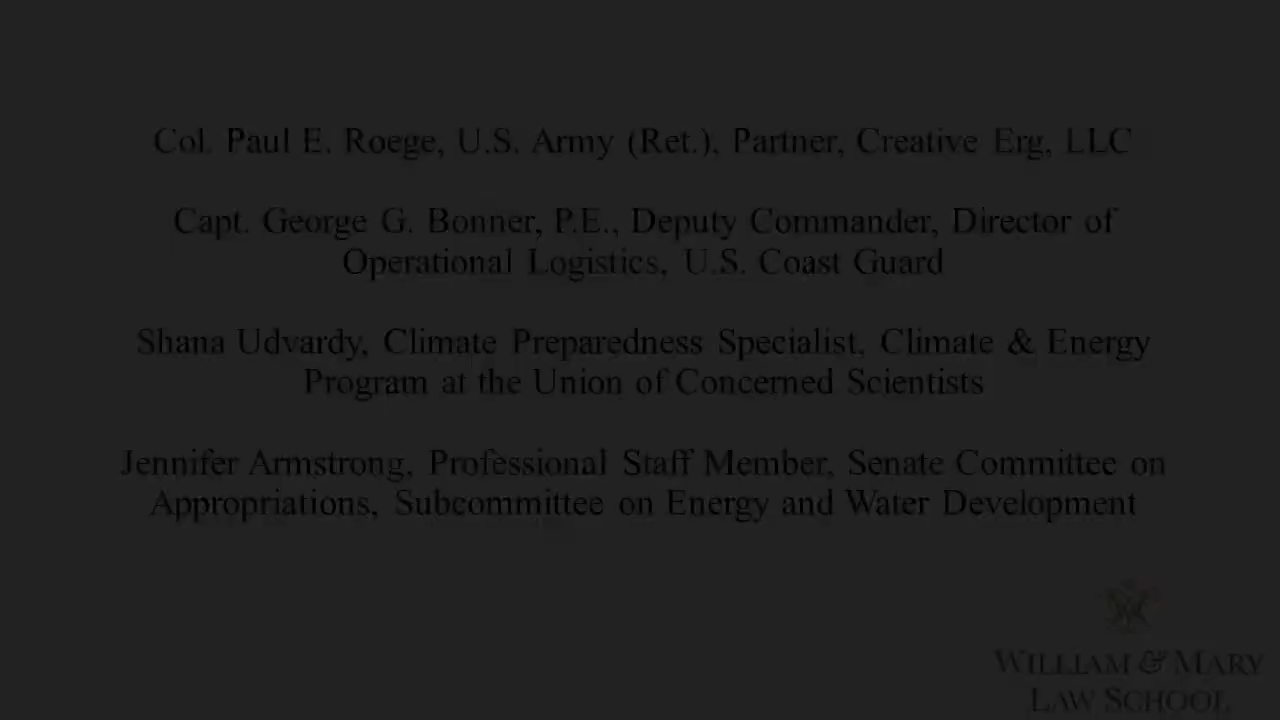 Col. Paul E. Roege, U.S. Army (Ret.), Partner, Creative Erg, LLC
Capt. George G. Bonner, P.E., Deputy Commander, Director of
Operational Logistics, U.S. Coast Guard
Shana Udvardy, Climate Preparedness Specialist, Climate & Energy
Program at the Union of Concerned Scientists
Jennifer Armstrong, Professional Staff Member, Senate Committee on
Appropriations, Subcommittee on Energy and Water Development
WILLIAM & MARY
LAW SCHOOL